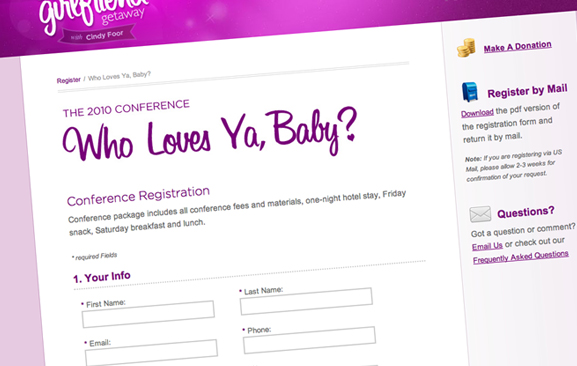 girlfriends
getaway
with Cindy Foor
Register / Who Loves Ya, Baby?
THE 2010 CONFERENCE
Who Loves Ya, Baby?
Conference Registration
Conference package includes all conference fees and materials, one-night hotel stay, Friday
snack, Saturday breakfast and lunch.
* required Fields
1. Your Info
* First Name:
* Last Name:
* Email:
* Phone:
Make A Donation
Register by Mail
Download the pdf version of
the registration form and
return it by mail.
Note: if you are registering via US
Mail, please allow 2-3 weeks for
confirmation of your request.
Questions?
Got a question or comment?
Email Us or check out our
Frequently Asked Questions